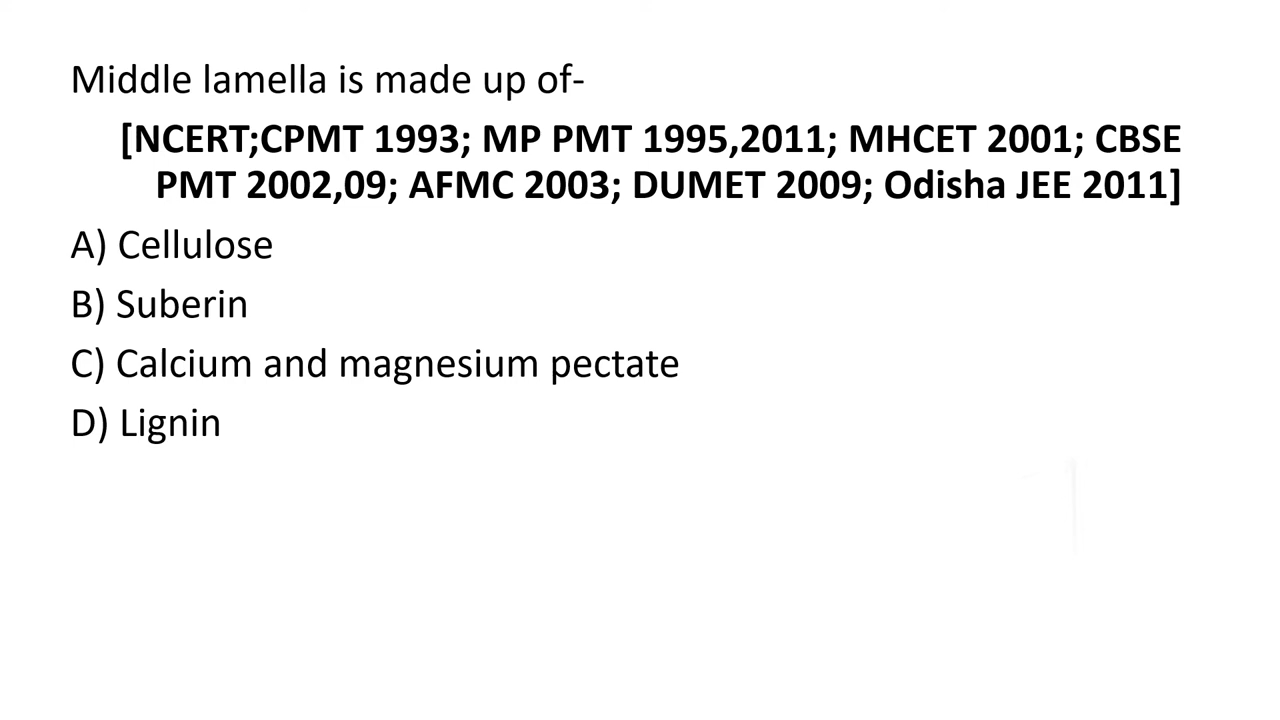 Middle lamella is made up of-
[NCERT;CPMT 1993; MP PMT 1995,2011; MHCET 2001; CBSE
PMT 2002,09; AFMC 2003; DUMET 2009; Odisha JEE 2011]
A) Cellulose
B) Suberin
C) Calcium and magnesium pectate
D) Lignin